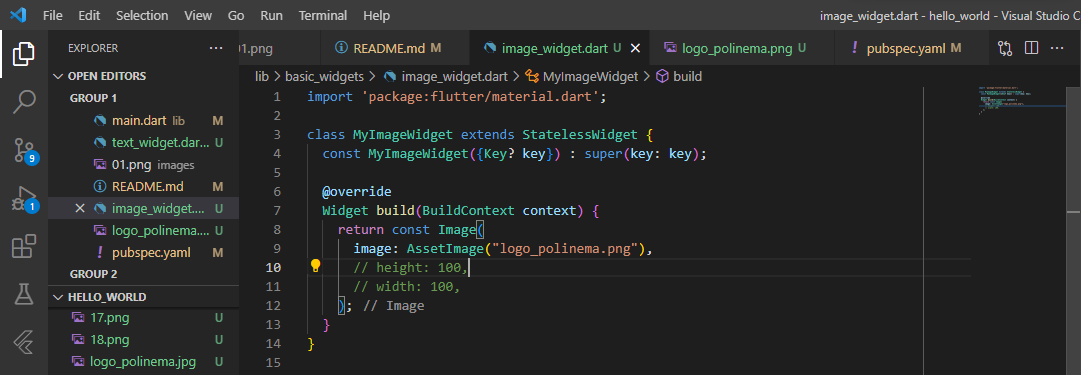 File Edit Selection View Go Run Terminal Help image_widget.dart - hello_world - Visual Studio C
EXPLORER ... 01.png README.md M image_widget.dart U logo_polinema.png U pubspec.yaml M ...
OPEN EDITORS
GROUP 1
main.dart lib M
text_widget.dar... U
01.png images
README.md M
image_widget.... U
logo_polinema.... U
pubspec.yaml M
GROUP 2
HELLO_WORLD
17.png U
18.png U
logo_polinema.jpg U
9
1
lib > basic_widgets > image_widget.dart > MyImageWidget > build
1 import 'package:flutter/material.dart';
2
3 class MyImageWidget extends StatelessWidget {
4 const MyImageWidget({Key? key}) : super(key: key);
5
6 @override
7 Widget build(BuildContext context) {
8 return const Image(
9 image: AssetImage("logo_polinema.png"),
10 // height: 100,
11 // width: 100,
12 ); // Image
13 }
14 }
15